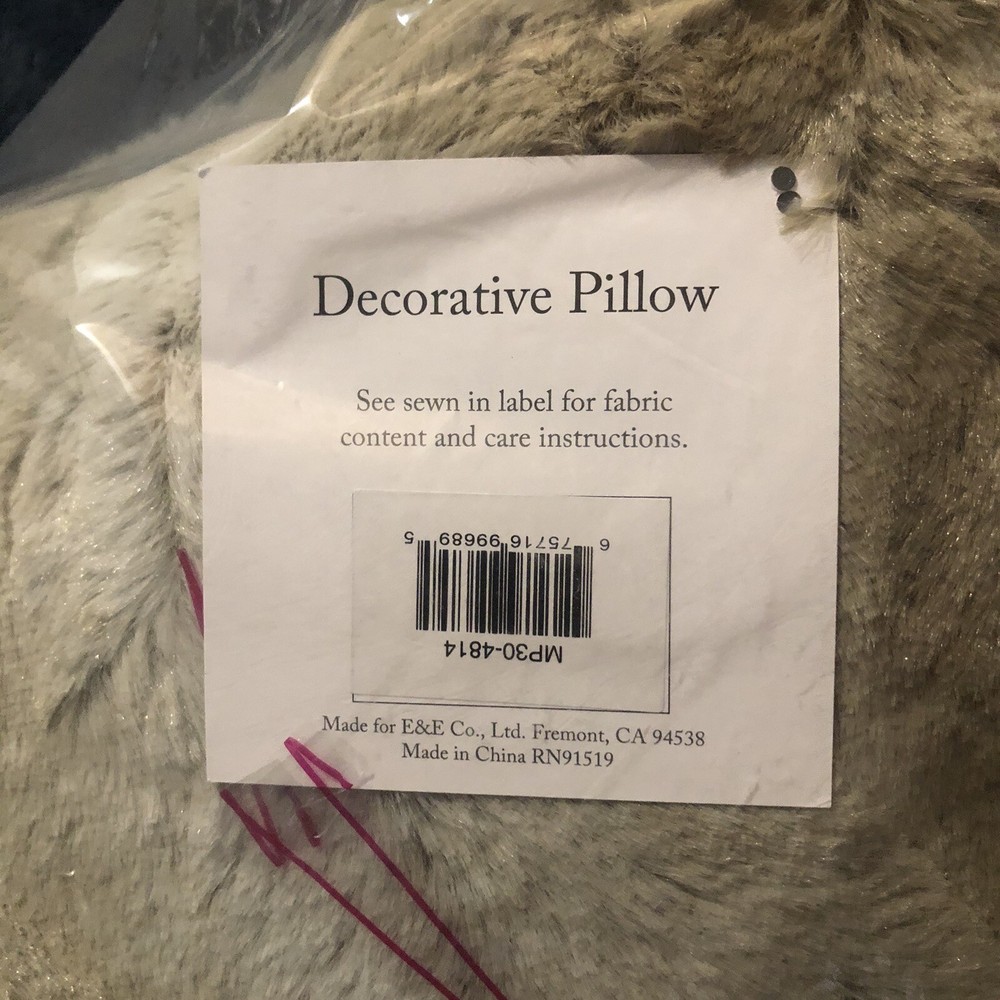 Decorative Pillow
See sewn in label for fabric
content and care instructions.
6 75716 99689 5
MP30-4814
Made for E&E Co., Ltd. Fremont, CA 94538
Made in China RN91519